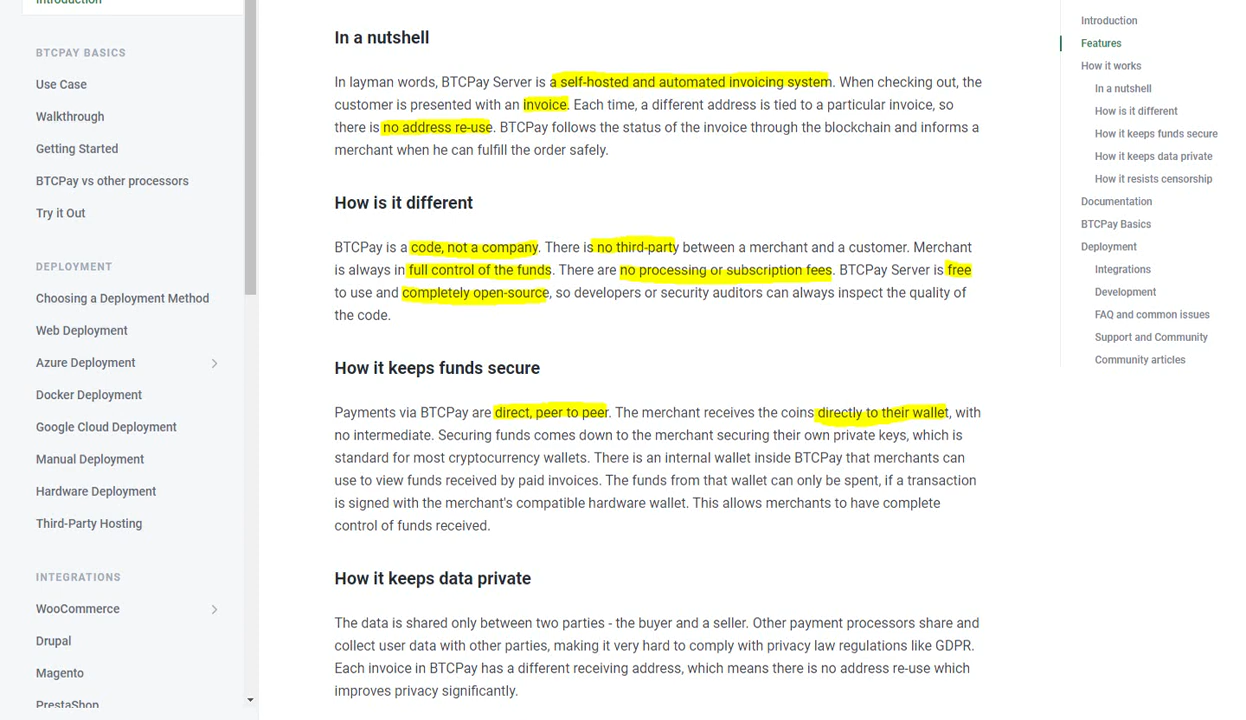 Introduction
BTCPAY BASICS
Use Case
Walkthrough
Getting Started
BTCPay vs other processors
Try it Out
DEPLOYMENT
Choosing a Deployment Method
Web Deployment
Azure Deployment
Docker Deployment
Google Cloud Deployment
Manual Deployment
Hardware Deployment
Third-Party Hosting
INTEGRATIONS
WooCommerce
Drupal
Magento
PrestaShop
In a nutshell
In layman words, BTCPay Server is a self-hosted and automated invoicing system. When checking out, the
customer is presented with an invoice. Each time, a different address is tied to a particular invoice, so
there is no address re-use. BTCPay follows the status of the invoice through the blockchain and informs a
merchant when he can fulfill the order safely.
How is it different
BTCPay is a code, not a company. There is no third-party between a merchant and a customer. Merchant
is always in full control of the funds. There are no processing or subscription fees. BTCPay Server is free
to use and completely open-source, so developers or security auditors can always inspect the quality of
the code.
How it keeps funds secure
Payments via BTCPay are direct, peer to peer. The merchant receives the coins directly to their wallet, with
no intermediate. Securing funds comes down to the merchant securing their own private keys, which is
standard for most cryptocurrency wallets. There is an internal wallet inside BTCPay that merchants can
use to view funds received by paid invoices. The funds from that wallet can only be spent, if a transaction
is signed with the merchant's compatible hardware wallet. This allows merchants to have complete
control of funds received.
How it keeps data private
The data is shared only between two parties - the buyer and a seller. Other payment processors share and
collect user data with other parties, making it very hard to comply with privacy law regulations like GDPR.
Each invoice in BTCPay has a different receiving address, which means there is no address re-use which
improves privacy significantly.
Introduction
Features
How it works
In a nutshell
How is it different
How it keeps funds secure
How it keeps data private
How it resists censorship
Documentation
BTCPay Basics
Deployment
Integrations
Development
FAQ and common issues
Support and Community
Community articles